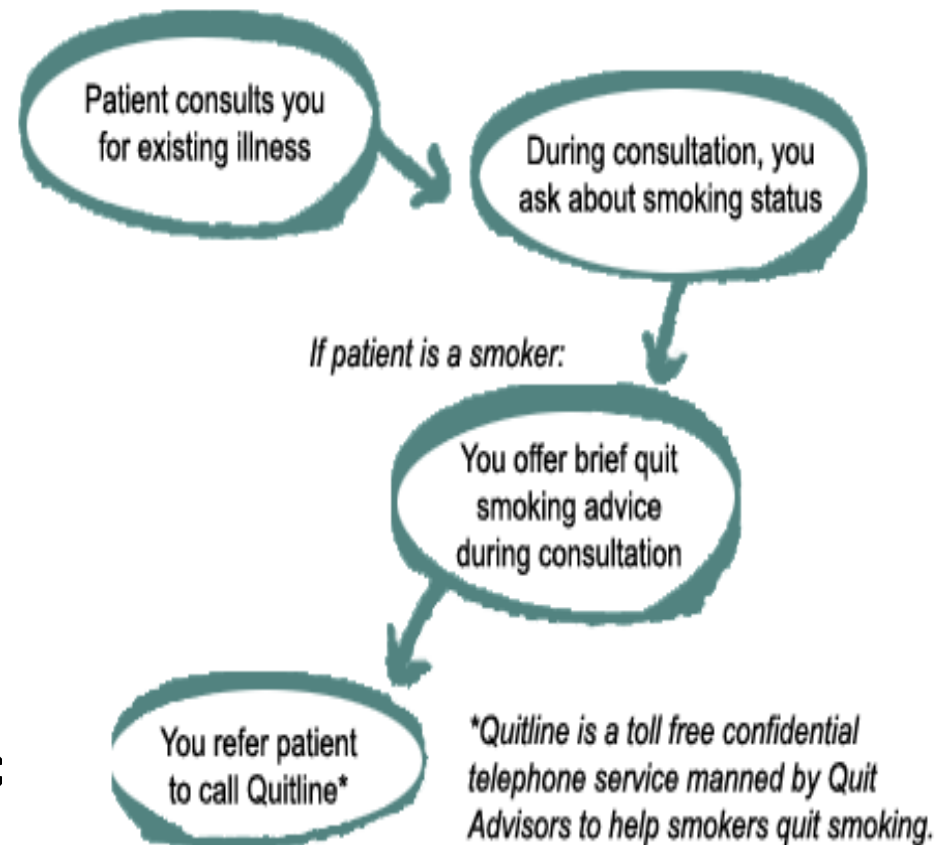 Patient consults you
for existing illness
During consultation, you
ask about smoking status
If patient is a smoker:
You offer brief quit
smoking advice
during consultation
You refer patient
to call Quitline*
*Quitline is a toll free confidential
telephone service manned by Quit
Advisors to help smokers quit smoking.